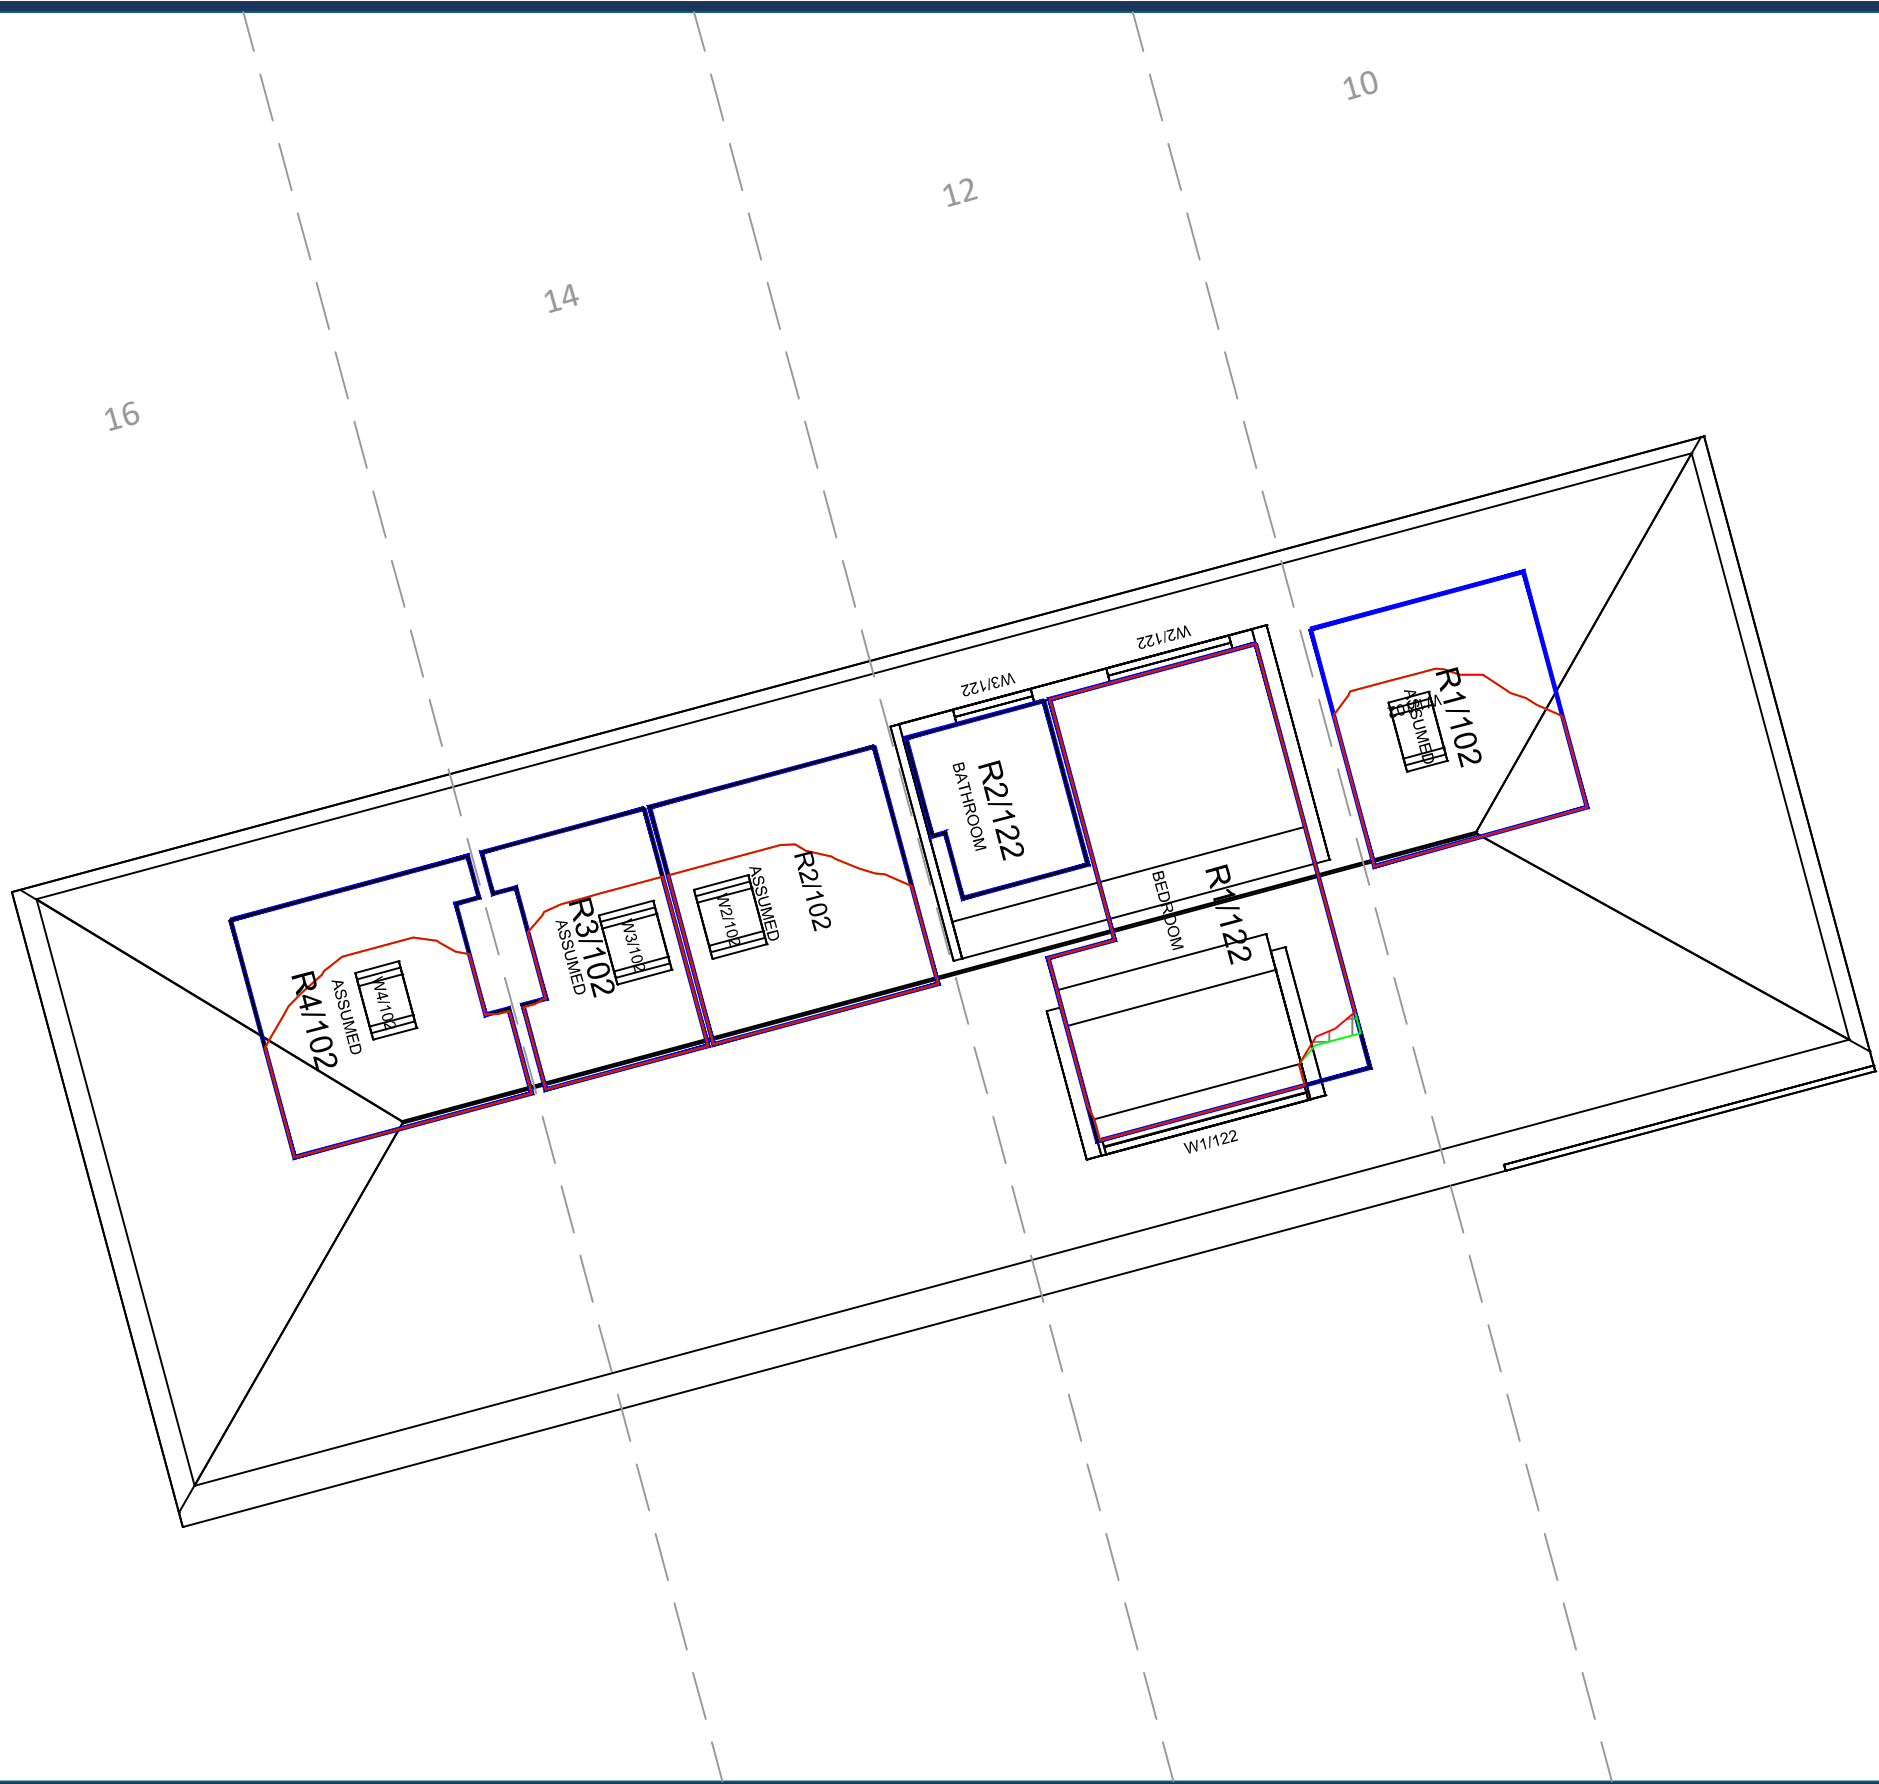 10
12
14
16
W2/122
W3/122
R1/102
ASSUMED
R2/122
BATHROOM
R2/102
ASSUMED
W2/102
R1/122
BEDROOM
R3/102
ASSUMED
W3/102
R4/102
ASSUMED
W4/102
W1/122